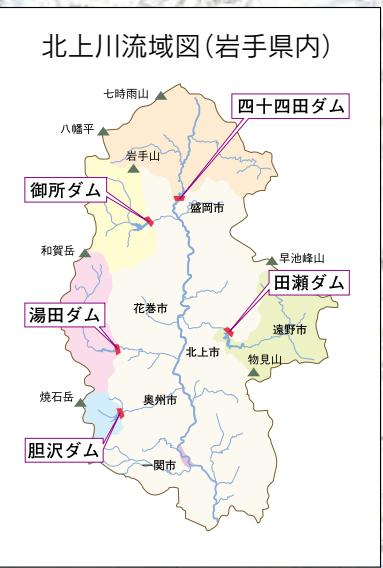 北上川流域図(岩手県内)
七時雨山
四十四田ダム
八幡平
岩手山
御所ダム
盛岡市
和賀岳
早池峰山
田瀬ダム
湯田ダム
花巻市
遠野市
北上市
物見山
焼石岳
奥州市
胆沢ダム
一関市